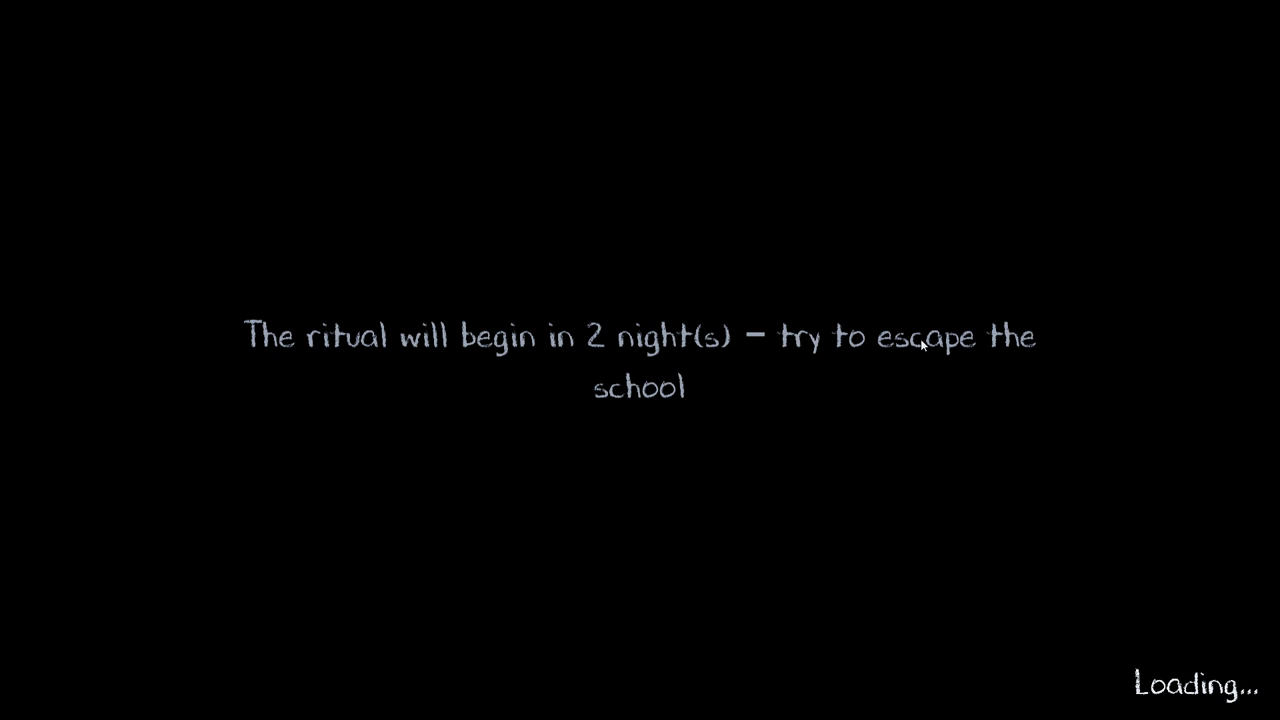 The ritual will begin in 2 night(s) - try to escape the
school
Loading...